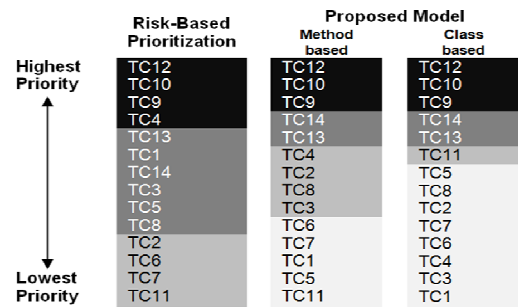 Risk-Based Prioritization
Proposed Model
Method based
Class based
Highest Priority
Lowest Priority
TC12
TC10
TC9
TC4
TC13
TC1
TC14
TC3
TC5
TC8
TC2
TC6
TC7
TC11
TC12
TC10
TC9
TC14
TC13
TC4
TC2
TC8
TC3
TC6
TC7
TC1
TC5
TC11
TC12
TC10
TC9
TC14
TC13
TC11
TC5
TC8
TC2
TC7
TC6
TC4
TC3
TC1